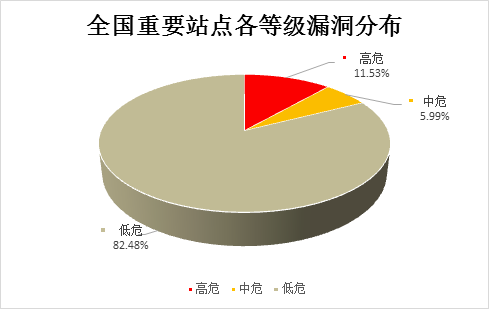 全国重要站点各等级漏洞分布
高危
11.53%
中危
5.99%
低危
82.48%
高危 中危 低危